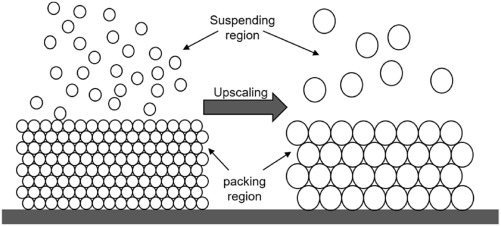 Suspending
region
Upscaling
packing
region